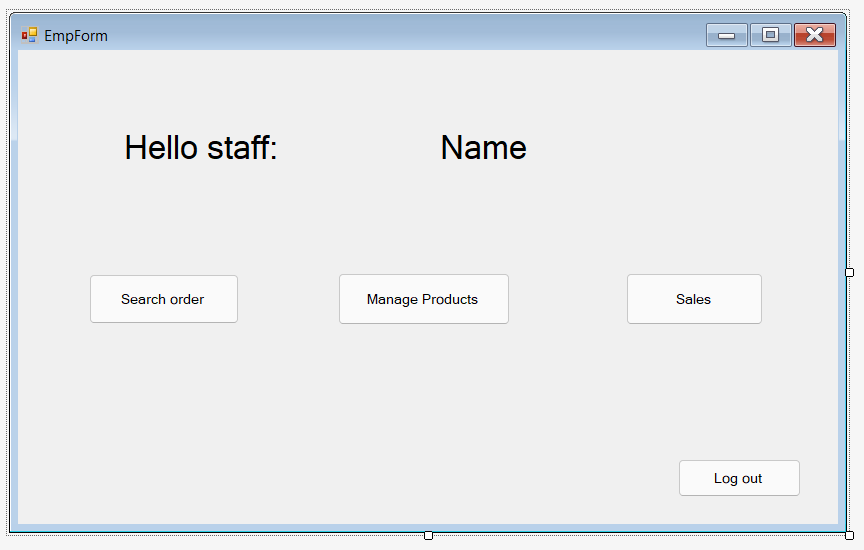 EmpForm
Hello staff: Name
Search order Manage Products Sales
Log out